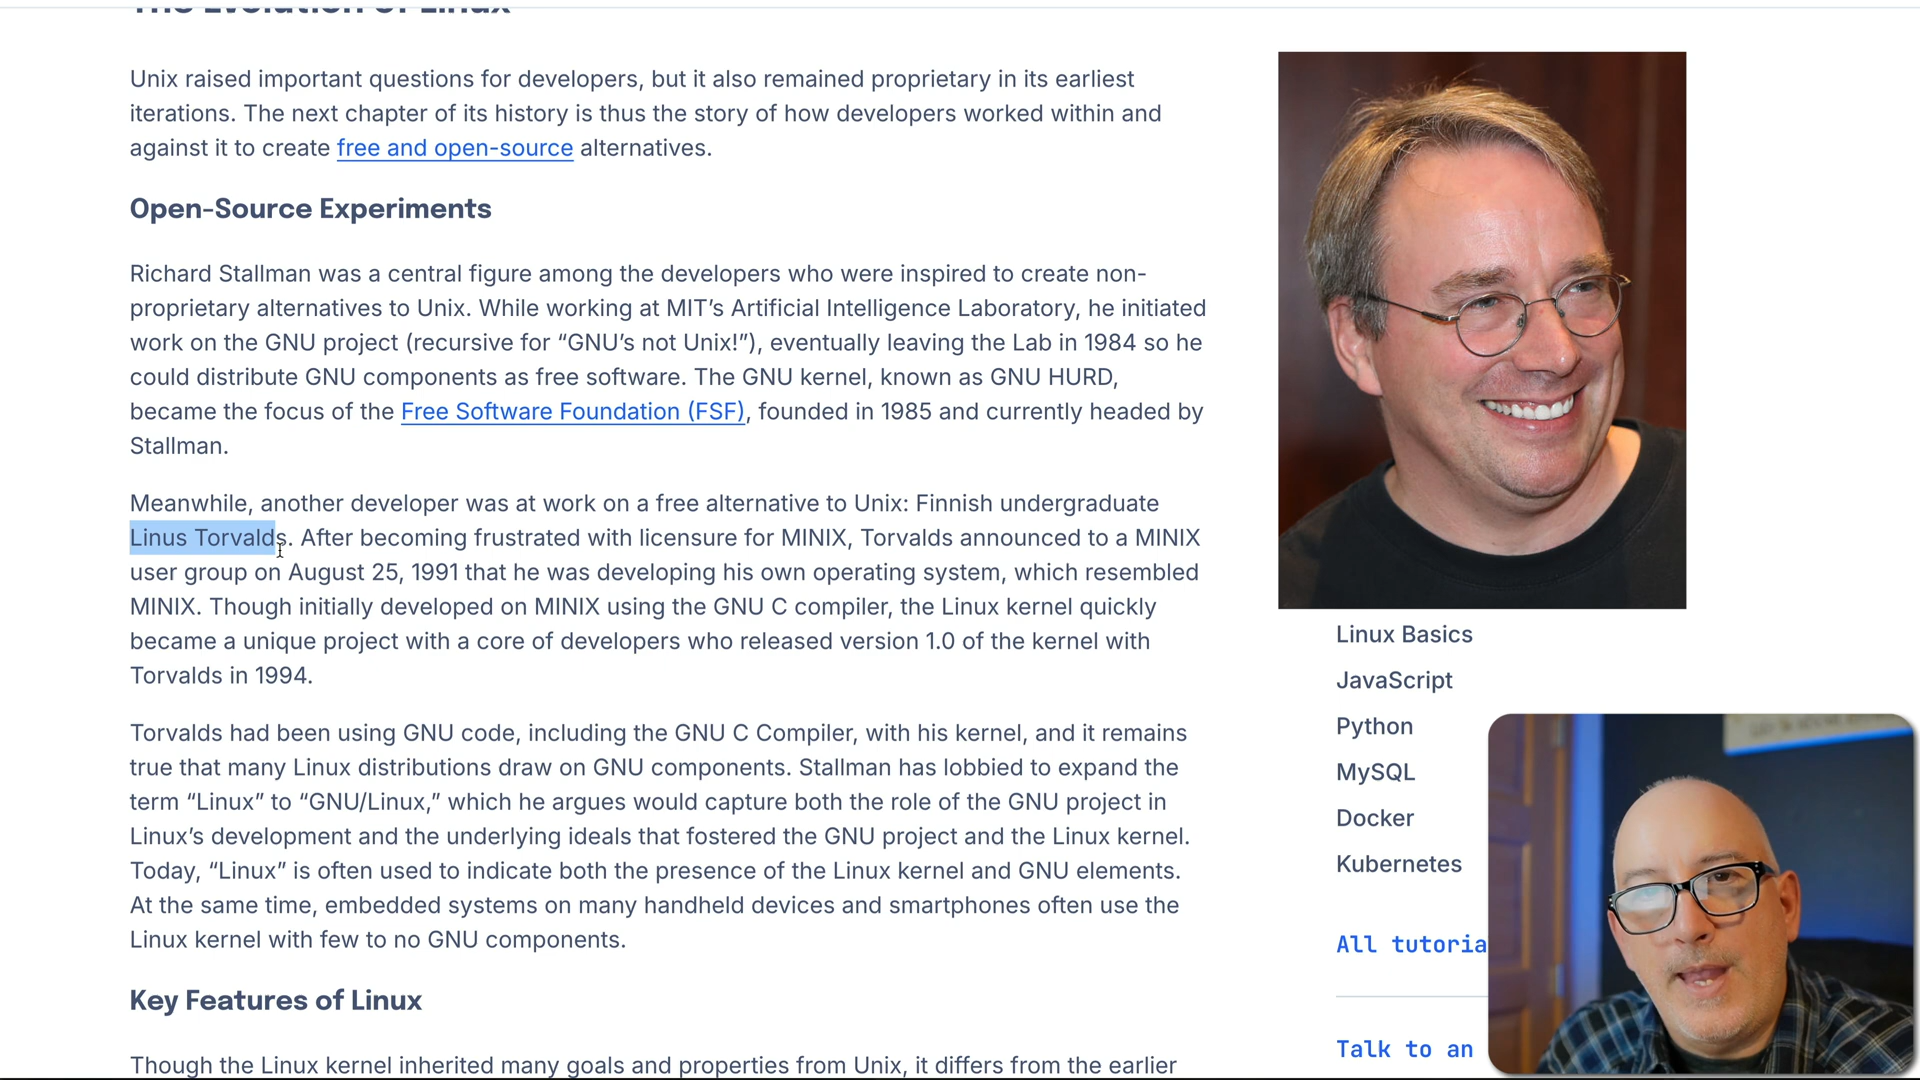 The Evolution of Linux
Unix raised important questions for developers, but it also remained proprietary in its earliest
iterations. The next chapter of its history is thus the story of how developers worked within and
against it to create free and open-source alternatives.
Open-Source Experiments
Richard Stallman was a central figure among the developers who were inspired to create non-
proprietary alternatives to Unix. While working at MIT’s Artificial Intelligence Laboratory, he initiated
work on the GNU project (recursive for “GNU’s not Unix!”), eventually leaving the Lab in 1984 so he
could distribute GNU components as free software. The GNU kernel, known as GNU HURD,
became the focus of the Free Software Foundation (FSF), founded in 1985 and currently headed by
Stallman.
Meanwhile, another developer was at work on a free alternative to Unix: Finnish undergraduate
Linus Torvalds. After becoming frustrated with licensure for MINIX, Torvalds announced to a MINIX
user group on August 25, 1991 that he was developing his own operating system, which resembled
MINIX. Though initially developed on MINIX using the GNU C compiler, the Linux kernel quickly
became a unique project with a core of developers who released version 1.0 of the kernel with
Torvalds in 1994.
Torvalds had been using GNU code, including the GNU C Compiler, with his kernel, and it remains
true that many Linux distributions draw on GNU components. Stallman has lobbied to expand the
term “Linux” to “GNU/Linux,” which he argues would capture both the role of the GNU project in
Linux’s development and the underlying ideals that fostered the GNU project and the Linux kernel.
Today, “Linux” is often used to indicate both the presence of the Linux kernel and GNU elements.
At the same time, embedded systems on many handheld devices and smartphones often use the
Linux kernel with few to no GNU components.
Key Features of Linux
Though the Linux kernel inherited many goals and properties from Unix, it differs from the earlier
Linux Basics
JavaScript
Python
MySQL
Docker
Kubernetes
All tutoria
Talk to an